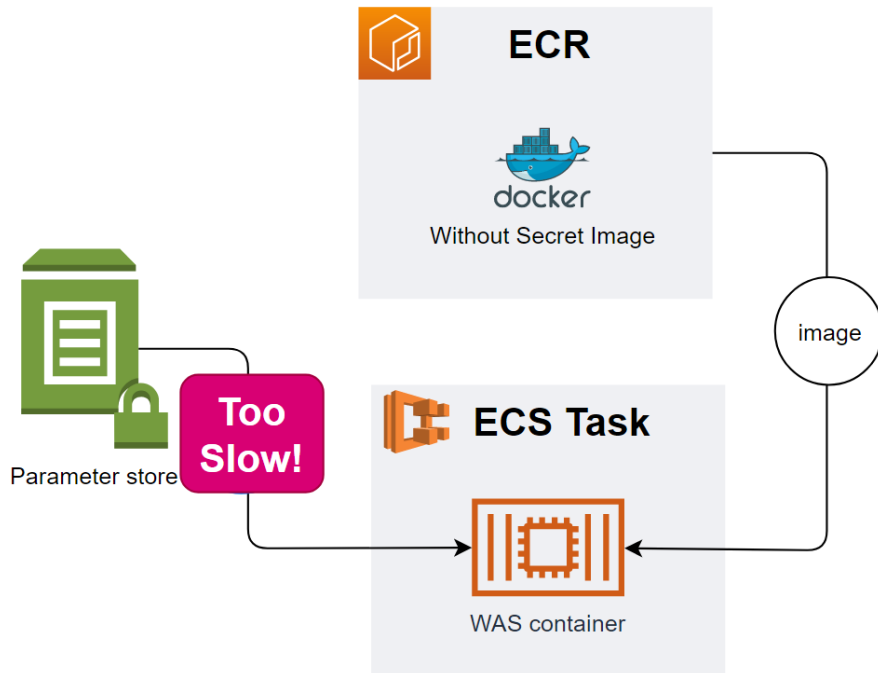 ECR
docker
Without Secret Image
image
Too
Slow!
Parameter store
ECS Task
WAS container